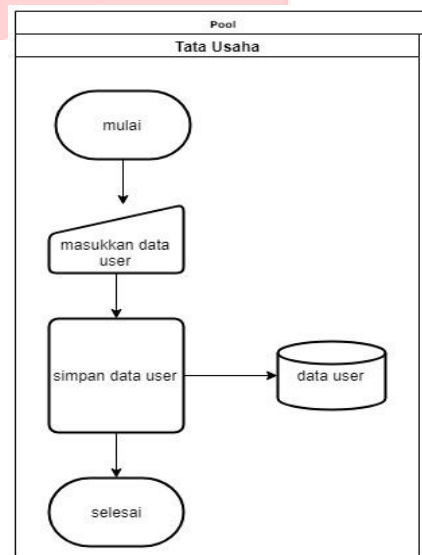 Pool
Tata Usaha
mulai
masukkan data
user
simpan data user
data user
selesai